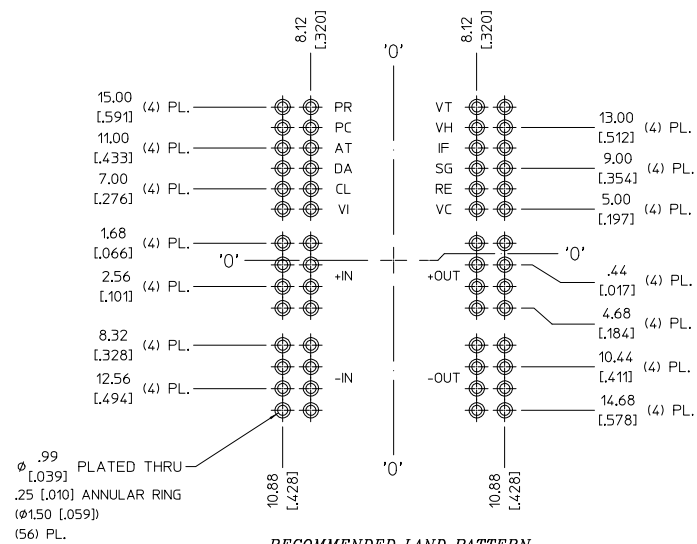 8.12
[.320]
'0'
8.12
[.320]
15.00
[.591]
(4) PL.
11.00
[.433]
(4) PL.
7.00
[.276]
(4) PL.
PR
PC
AT
DA
CL
VI
VT
VH
IF
SG
RE
VC
13.00
[.512]
(4) PL.
9.00
[.354]
(4) PL.
5.00
[.197]
(4) PL.
1.68
[.066]
(4) PL.
'0'
'0'
2.56
[.101]
(4) PL.
+IN
+OUT
.44
[.017]
(4) PL.
4.68
[.184]
(4) PL.
8.32
[.328]
(4) PL.
12.56
[.494]
(4) PL.
-IN
-OUT
10.44
[.411]
(4) PL.
14.68
[.578]
(4) PL.
ø .99
[.039]
PLATED THRU
.25 [.010] ANNULAR RING
(ø1.50 [.059])
(56) PL.
10.88
[.428]
'0'
10.88
[.428]
RECOMMENDED LAND PATTERN